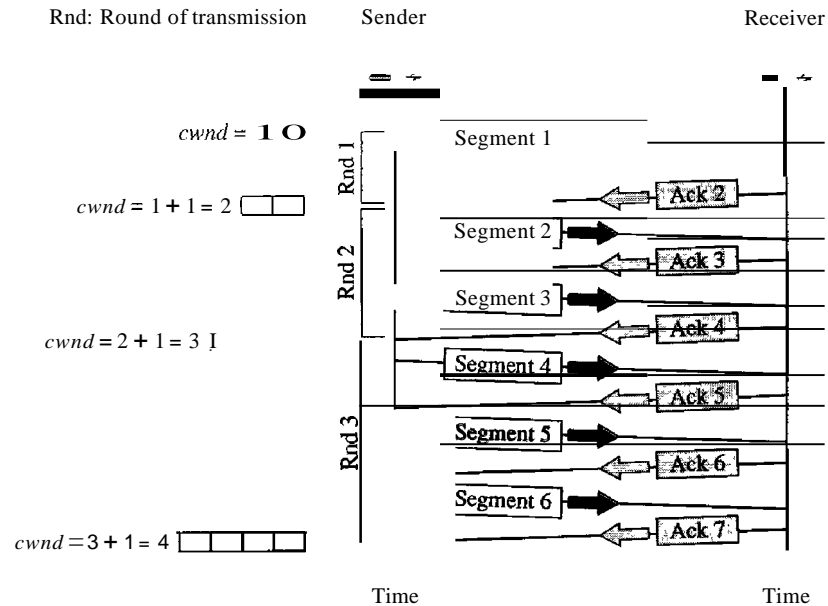 Rnd: Round of transmission Sender Receiver
cwnd = 1 0
Rnd 1
Segment 1
Ack 2
cwnd = 1 + 1 = 2
Rnd 2
Segment 2
Ack 3
Segment 3
Ack 4
cwnd = 2 + 1 = 3 I
Segment 4
Ack 5
Rnd 3
Segment 5
Ack 6
Segment 6
Ack 7
cwnd = 3 + 1 = 4
Time Time